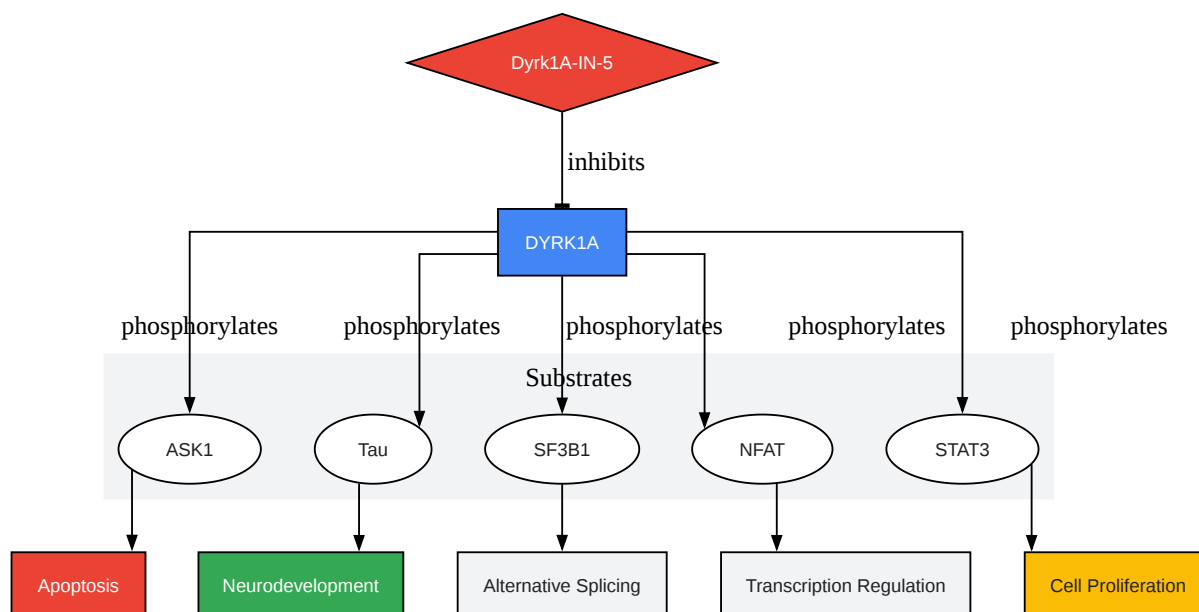 Dyrk1A-IN-5
inhibits
DYRK1A
phosphorylates
phosphorylates
phosphorylates
phosphorylates
phosphorylates
Substrates
ASK1
Tau
SF3B1
NFAT
STAT3
Apoptosis
Neurodevelopment
Alternative Splicing
Transcription Regulation
Cell Proliferation